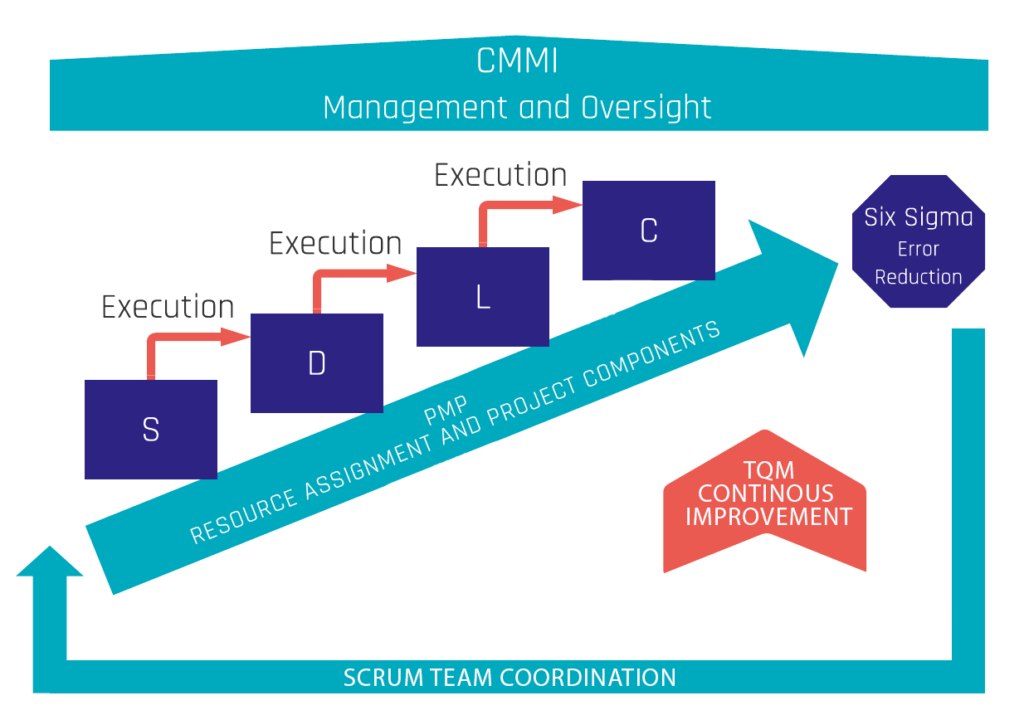 CMMI
Management and Oversight
Execution
Execution
Execution
S
D
L
C
Six Sigma
Error
Reduction
PMP
RESOURCE ASSIGNMENT AND PROJECT COMPONENTS
TQM
CONTINOUS
IMPROVEMENT
SCRUM TEAM COORDINATION